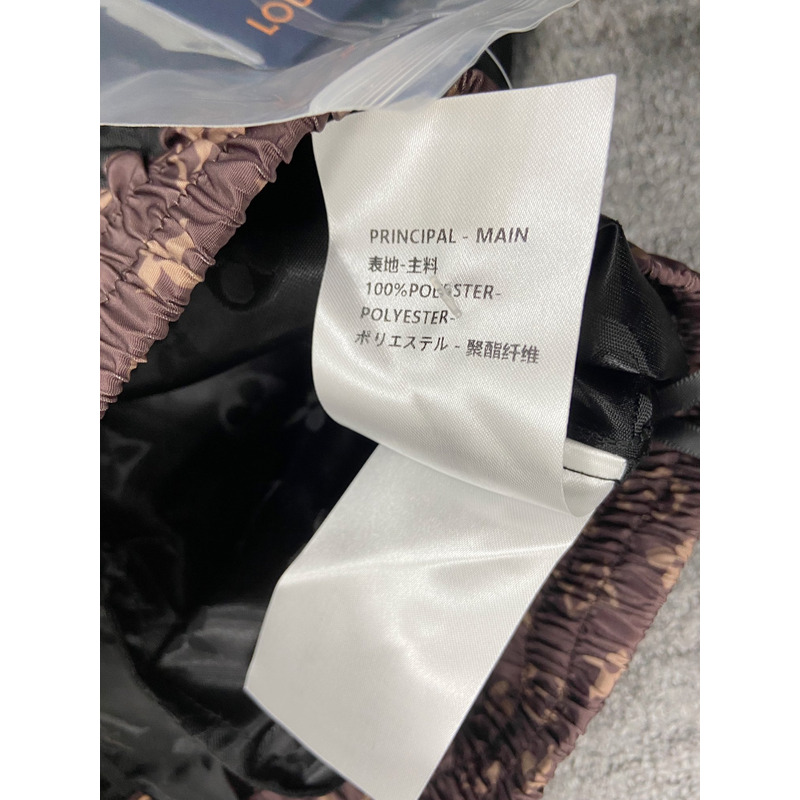 LOU
PRINCIPAL - MAIN
表地-主料
100%POLYESTER-
POLYESTER-
ポリエステル - 聚酯纤维